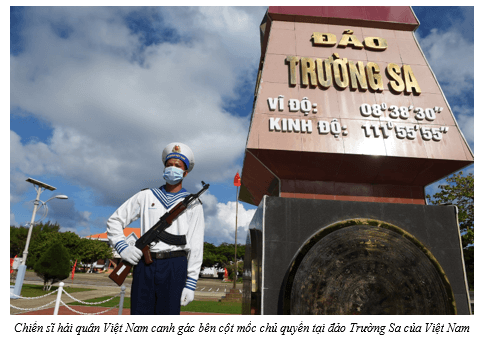 ĐẢO
TRƯỜNG SA
VĨ ĐỘ: 08°38'30"
KINH ĐỘ: 111°55'55"
Chiến sĩ hải quân Việt Nam canh gác bên cột mốc chủ quyền tại đảo Trường Sa của Việt Nam